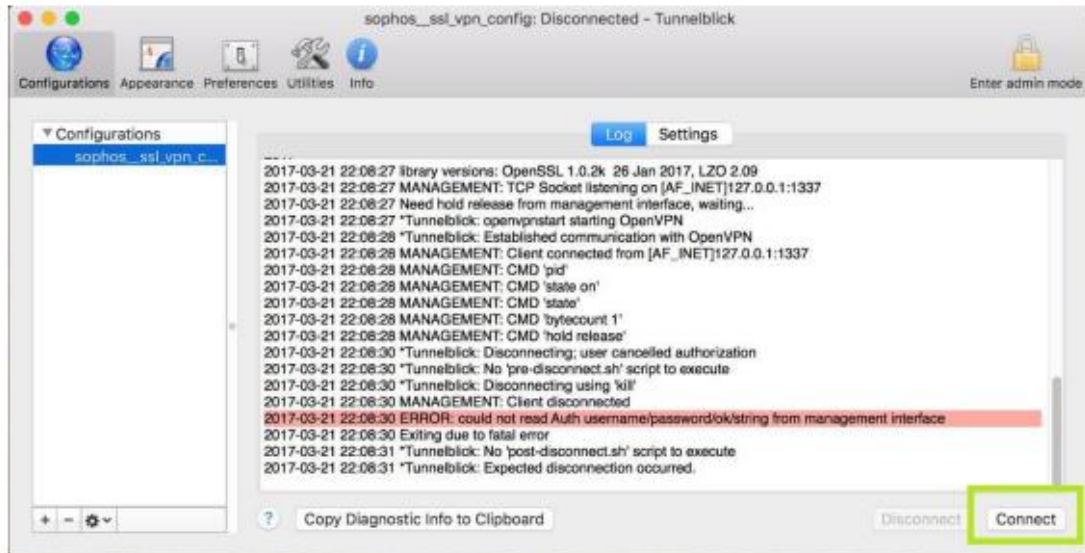 sophos__ssl_vpn_config: Disconnected - Tunnelblick
Configurations Appearance Preferences Utilities Info
Enter admin mode
Configurations
sophos__ssl_vpn_c...
Log Settings
2017-03-21 22:08:27 library versions: OpenSSL 1.0.2k 26 Jan 2017, LZO 2.09
2017-03-21 22:08:27 MANAGEMENT: TCP Socket listening on [AF_INET]127.0.0.1:1337
2017-03-21 22:08:27 Need hold release from management interface, waiting...
2017-03-21 22:08:27 *Tunnelblick: openvpnstart starting OpenVPN
2017-03-21 22:08:28 *Tunnelblick: Established communication with OpenVPN
2017-03-21 22:08:28 MANAGEMENT: Client connected from [AF_INET]127.0.0.1:1337
2017-03-21 22:08:28 MANAGEMENT: CMD 'pid'
2017-03-21 22:08:28 MANAGEMENT: CMD 'state on'
2017-03-21 22:08:28 MANAGEMENT: CMD 'state'
2017-03-21 22:08:28 MANAGEMENT: CMD 'bytecount 1'
2017-03-21 22:08:28 MANAGEMENT: CMD 'hold release'
2017-03-21 22:08:30 *Tunnelblick: Disconnecting; user cancelled authorization
2017-03-21 22:08:30 *Tunnelblick: No 'pre-disconnect.sh' script to execute
2017-03-21 22:08:30 *Tunnelblick: Disconnecting using 'kill'
2017-03-21 22:08:30 MANAGEMENT: Client disconnected
2017-03-21 22:08:30 ERROR: could not read Auth username/password/ok/string from management interface
2017-03-21 22:08:30 Exiting due to fatal error
2017-03-21 22:08:31 *Tunnelblick: No 'post-disconnect.sh' script to execute
2017-03-21 22:08:31 *Tunnelblick: Expected disconnection occurred.
+ - ? Copy Diagnostic Info to Clipboard Disconnect Connect